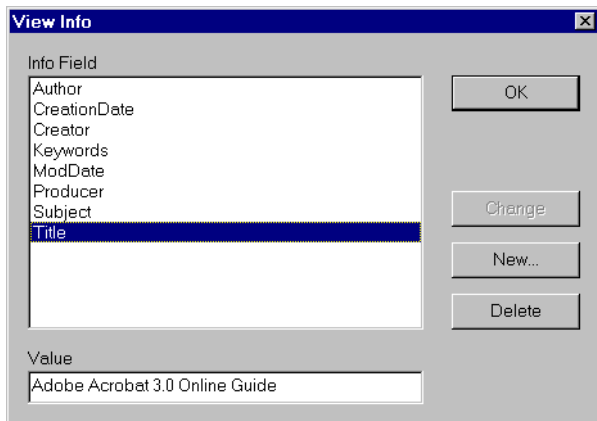 View Info
Info Field
Author
CreationDate
Creator
Keywords
ModDate
Producer
Subject
Title
OK
Change
New...
Delete
Value
Adobe Acrobat 3.0 Online Guide